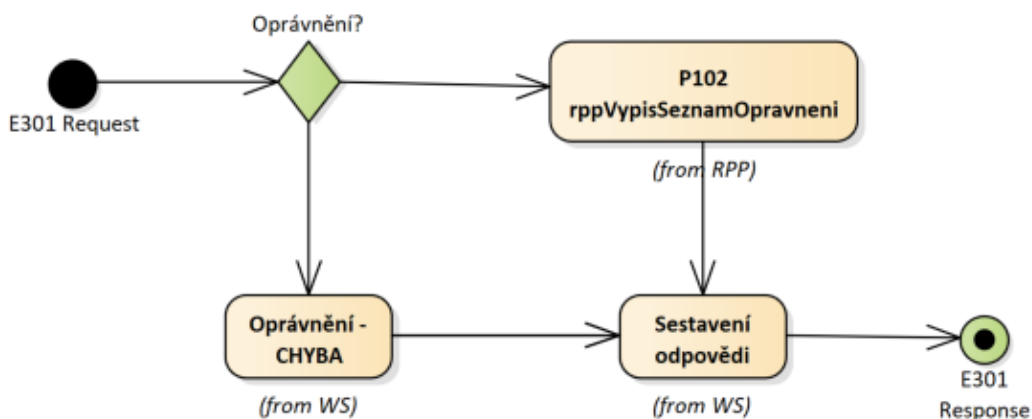 Oprávnění?
E301 Request
P102
rppVypisSeznamOpravneni
(from RPP)
Oprávnění -
CHYBA
(from WS)
Sestavení
odpovědi
(from WS)
E301
Response